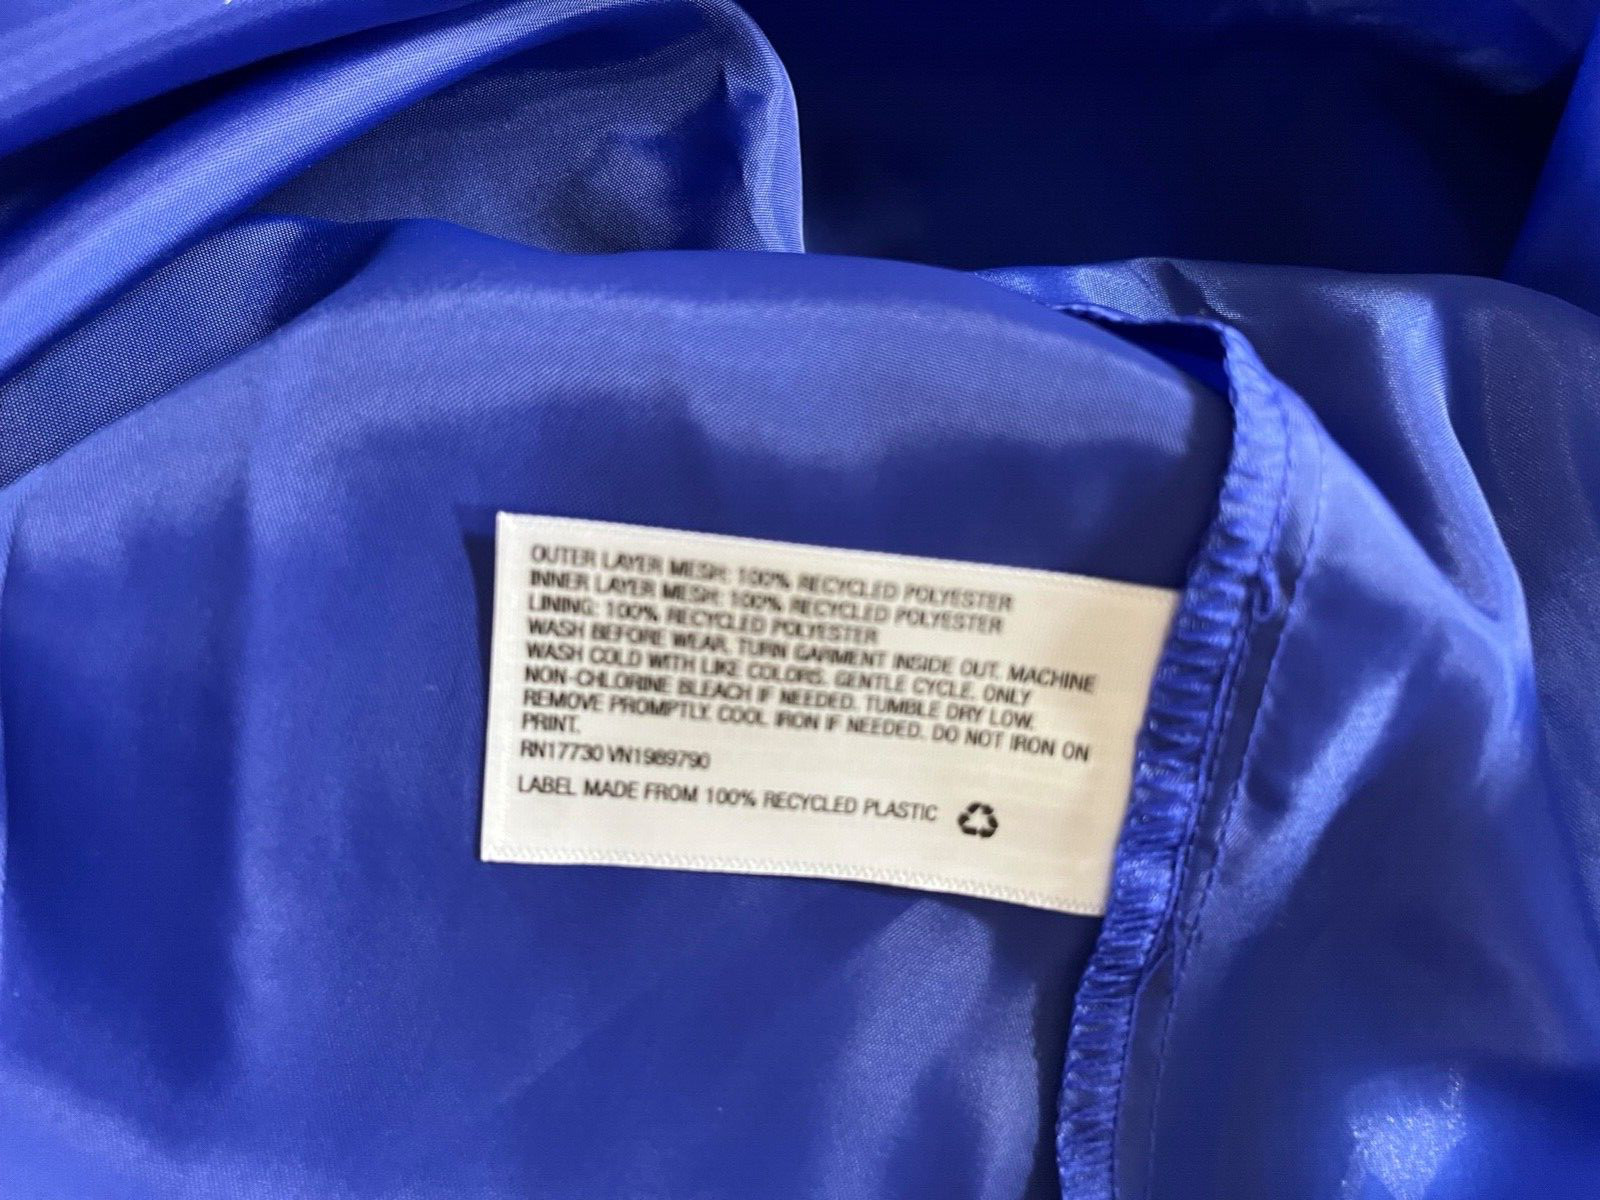 OUTER LAYER MESH: 100% RECYCLED POLYESTER
INNER LAYER MESH: 100% RECYCLED POLYESTER
LINING: 100% RECYCLED POLYESTER
WASH BEFORE WEAR. TURN GARMENT INSIDE OUT. MACHINE
WASH COLD WITH LIKE COLORS. GENTLE CYCLE. ONLY
NON-CHLORINE BLEACH IF NEEDED. TUMBLE DRY LOW.
REMOVE PROMPTLY. COOL IRON IF NEEDED. DO NOT IRON ON
PRINT.
RN17730 VN1989790
LABEL MADE FROM 100% RECYCLED PLASTIC